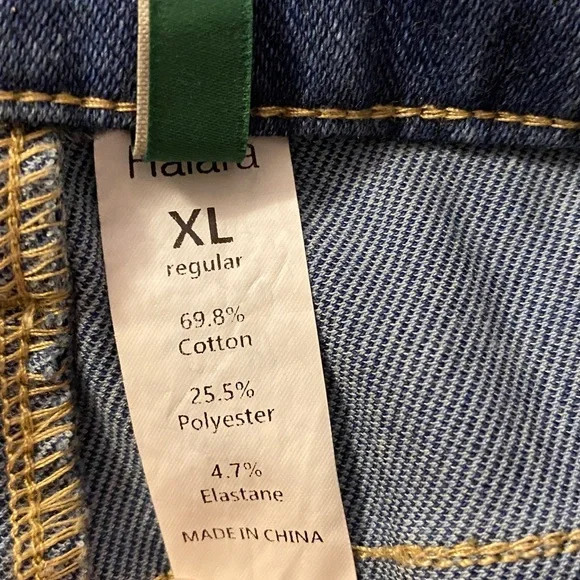 Halara
XL
regular
69.8%
Cotton
25.5%
Polyester
4.7%
Elastane
MADE IN CHINA